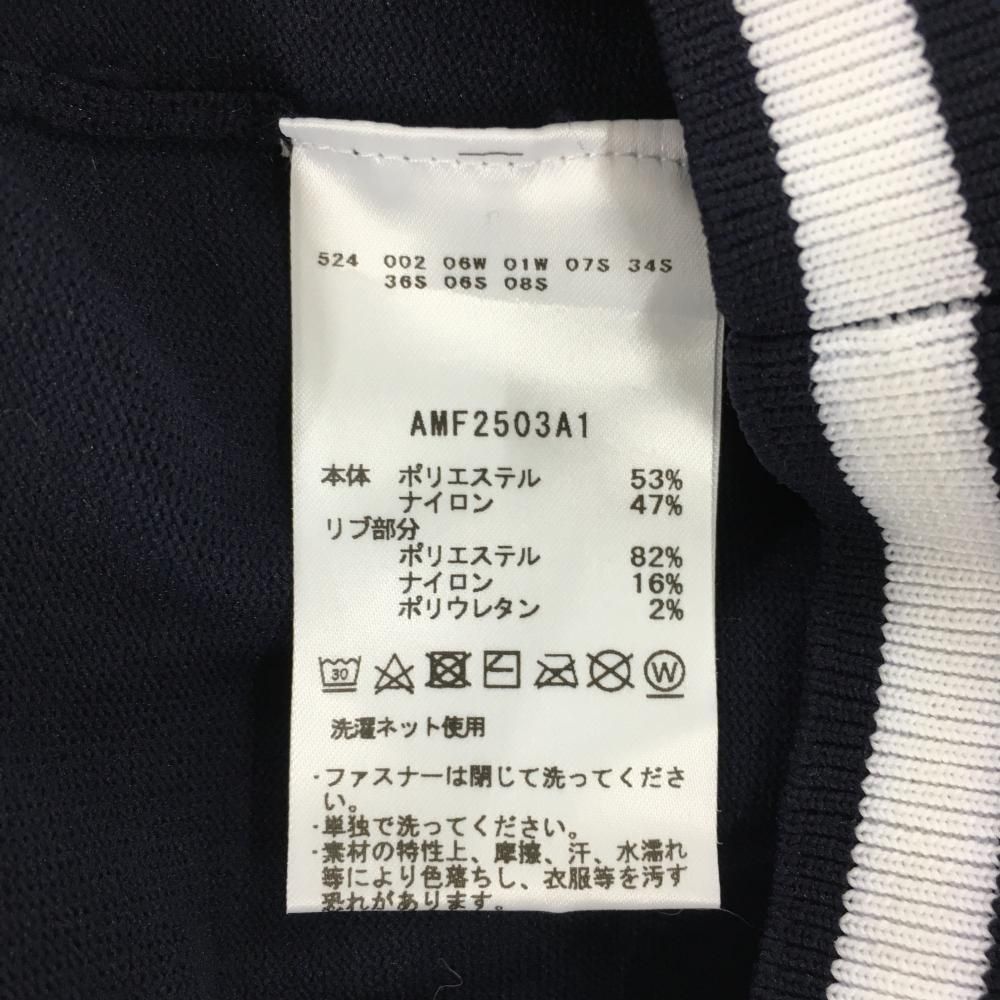 524 002 06W 01W 07S 34S
36S 06S 08S
AMF2503A1
本体 ポリエステル 53%
ナイロン 47%
リブ部分
ポリエステル 82%
ナイロン 16%
ポリウレタン 2%
30 W
洗濯ネット使用
・ファスナーは閉じて洗ってくださ
い。
・単独で洗ってください。
・素材の特性上、摩擦、汗、水濡れ
等により色落ちし、衣服等を汚す
恐れがあります。